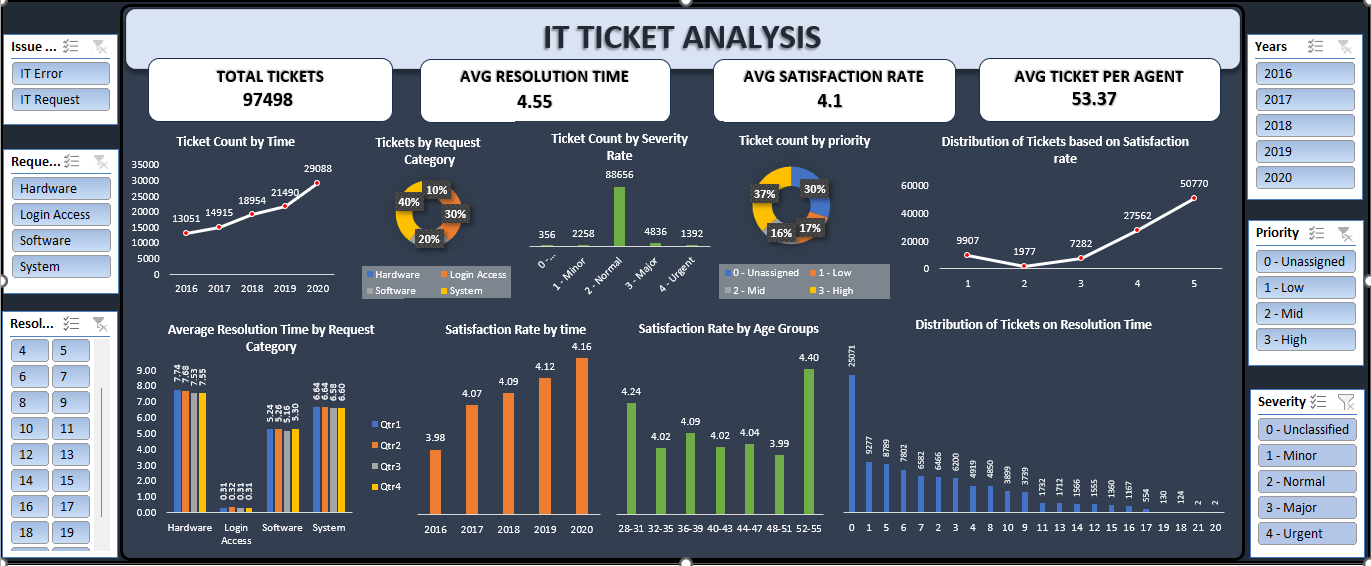 IT TICKET ANALYSIS
TOTAL TICKETS
97498
AVG RESOLUTION TIME
4.55
AVG SATISFACTION RATE
4.1
AVG TICKET PER AGENT
53.37
Issue ...
IT Error
IT Request
Reque...
Hardware
Login Access
Software
System
Resol...
4 5
6 7
8 9
10 11
12 13
14 15
16 17
18 19
Ticket Count by Time
35000
30000
25000
20000
15000
10000
5000
0
13051 14915 18954 21490 29088
2016 2017 2018 2019 2020
Tickets by Request
Category
10%
30%
20%
40%
Hardware Login Access
Software System
Ticket Count by Severity
Rate
356 2258 88656 4836 1392
0 -...
1 - Minor
2 - Normal
3 - Major
4 - Urgent
Ticket count by priority
30%
17%
16%
37%
0 - Unassigned 1 - Low
2 - Mid 3 - High
Distribution of Tickets based on Satisfaction
rate
60000
40000
20000
0
9907 1977 7282 27562 50770
1 2 3 4 5
Average Resolution Time by Request
Category
9.00
8.00
7.00
6.00
5.00
4.00
3.00
2.00
1.00
0.00
7.74 7.68 7.53 7.55
0.31 0.32 0.31 0.31
5.24 5.26 5.16 5.30
6.64 6.64 6.58 6.60
Hardware Login Software System
Access
Qtr1
Qtr2
Qtr3
Qtr4
Satisfaction Rate by time
3.98 4.07 4.09 4.12 4.16
2016 2017 2018 2019 2020
Satisfaction Rate by Age Groups
4.24 4.02 4.09 4.02 4.04 3.99 4.40
28-31 32-35 36-39 40-43 44-47 48-51 52-55
Distribution of Tickets on Resolution Time
25071 9277 8789 7802 6582 6466 6200 4919 4850 3899 3739 1732 1712 1566 1555 1360 1167 554 130 124 2 2
0 1 5 6 7 2 3 4 8 10 9 11 13 14 12 15 16 17 19 18 21 20
Years
2016
2017
2018
2019
2020
Priority
0 - Unassigned
1 - Low
2 - Mid
3 - High
Severity
0 - Unclassified
1 - Minor
2 - Normal
3 - Major
4 - Urgent